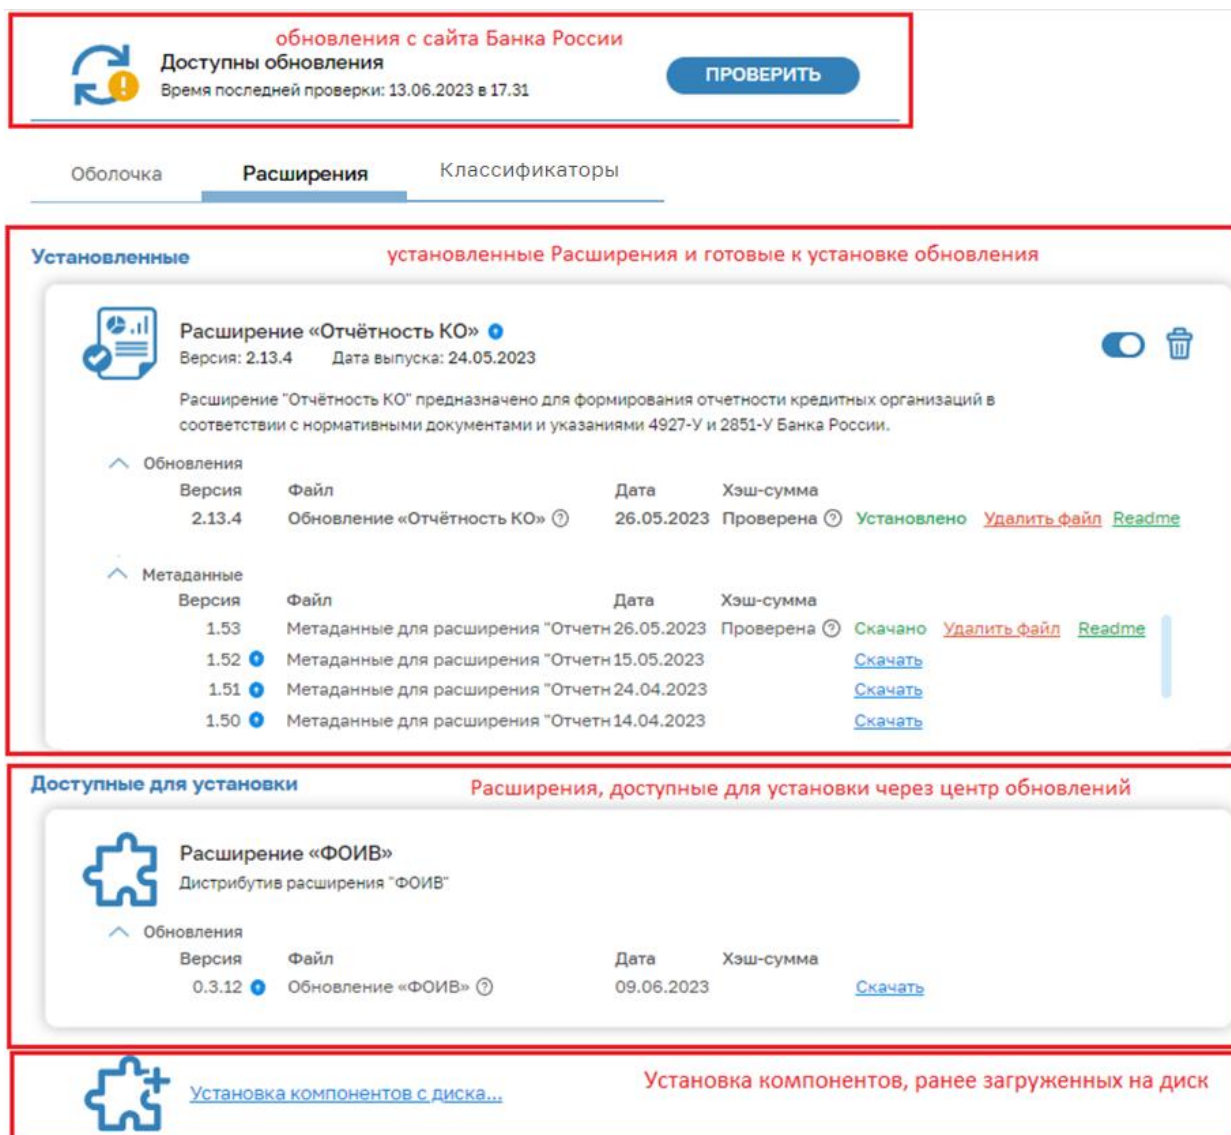 обновления с сайта Банка России
Доступны обновления
Время последней проверки: 13.06.2023 в 17.31
ПРОВЕРИТЬ
Оболочка Расширения Классификаторы
Установленные
установленные Расширения и готовые к установке обновления
Расширение «Отчётность КО»
Версия: 2.13.4 Дата выпуска: 24.05.2023
Расширение "Отчётность КО" предназначено для формирования отчетности кредитных организаций в
соответствии с нормативными документами и указаниями 4927-У и 2851-У Банка России.
Обновления
Версия Файл Дата Хэш-сумма
2.13.4 Обновление «Отчётность КО» 26.05.2023 Проверена Установлено Удалить файл Readme
Метаданные
Версия Файл Дата Хэш-сумма
1.53 Метаданные для расширения "Отчетн 26.05.2023 Проверена Скачано Удалить файл Readme
1.52 Метаданные для расширения "Отчетн 15.05.2023 Скачать
1.51 Метаданные для расширения "Отчетн 24.04.2023 Скачать
1.50 Метаданные для расширения "Отчетн 14.04.2023 Скачать
Доступные для установки
Расширения, доступные для установки через центр обновлений
Расширение «ФОИВ»
Дистрибутив расширения "ФОИВ"
Обновления
Версия Файл Дата Хэш-сумма
0.3.12 Обновление «ФОИВ» 09.06.2023 Скачать
Установка компонентов с диска...
Установка компонентов, ранее загруженных на диск